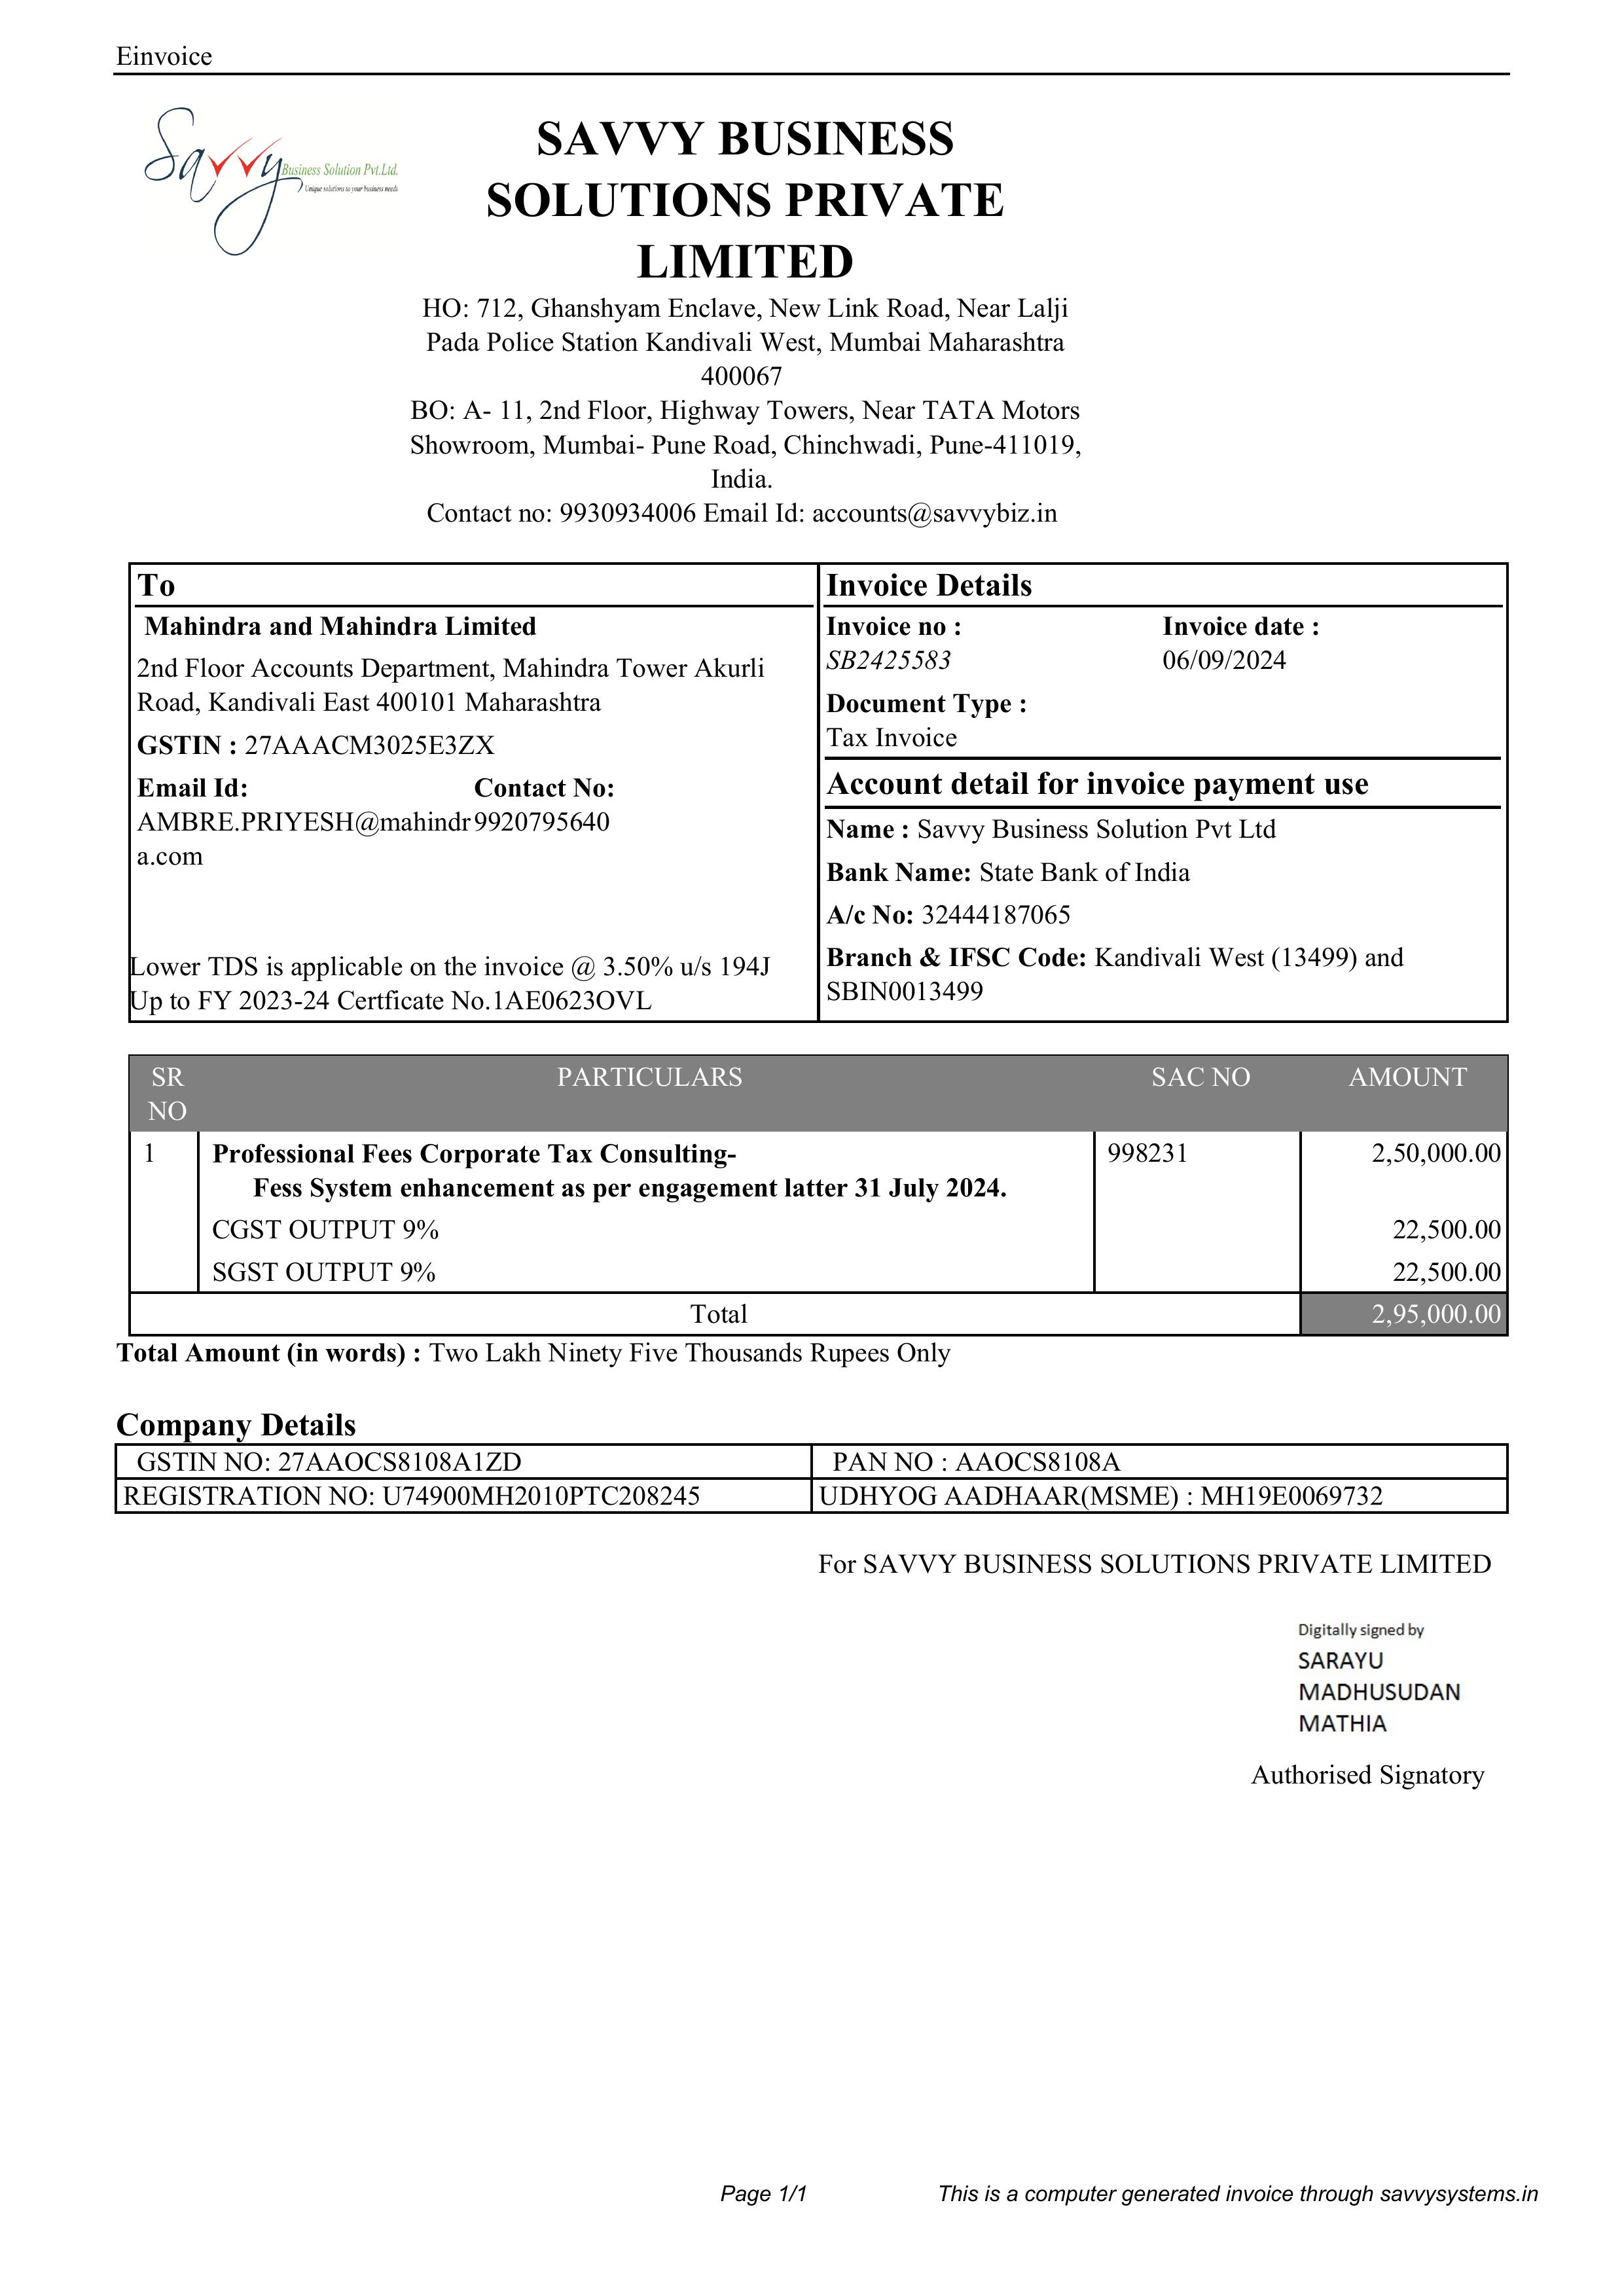 Einvoice
Savvy
Business Solution Pvt.Ltd.
Unique solutions to your business needs
SAVVY BUSINESS
SOLUTIONS PRIVATE
LIMITED
HO: 712, Ghanshyam Enclave, New Link Road, Near Lalji
Pada Police Station Kandivali West, Mumbai Maharashtra
400067
BO: A- 11, 2nd Floor, Highway Towers, Near TATA Motors
Showroom, Mumbai- Pune Road, Chinchwadi, Pune-411019,
India.
Contact no: 9930934006 Email Id: accounts@savvybiz.in
To
Mahindra and Mahindra Limited
2nd Floor Accounts Department, Mahindra Tower Akurli
Road, Kandivali East 400101 Maharashtra
GSTIN : 27AAACM3025E3ZX
Email Id: Contact No:
AMBRE.PRIYESH@mahindr 9920795640
a.com
Lower TDS is applicable on the invoice @ 3.50% u/s 194J
Up to FY 2023-24 Certficate No.1AE0623OVL
Invoice Details
Invoice no : Invoice date :
SB2425583 06/09/2024
Document Type :
Tax Invoice
Account detail for invoice payment use
Name : Savvy Business Solution Pvt Ltd
Bank Name: State Bank of India
A/c No: 32444187065
Branch & IFSC Code: Kandivali West (13499) and
SBIN0013499
SR PARTICULARS SAC NO AMOUNT
NO
1 Professional Fees Corporate Tax Consulting- 998231 2,50,000.00
Fess System enhancement as per engagement latter 31 July 2024.
CGST OUTPUT 9% 22,500.00
SGST OUTPUT 9% 22,500.00
Total 2,95,000.00
Total Amount (in words) : Two Lakh Ninety Five Thousands Rupees Only
Company Details
GSTIN NO: 27AAOCS8108A1ZD PAN NO : AAOCS8108A
REGISTRATION NO: U74900MH2010PTC208245 UDHYOG AADHAAR(MSME) : MH19E0069732
For SAVVY BUSINESS SOLUTIONS PRIVATE LIMITED
Digitally signed by
SARAYU
MADHUSUDAN
MATHIA
Authorised Signatory
Page 1/1 This is a computer generated invoice through savvysystems.in